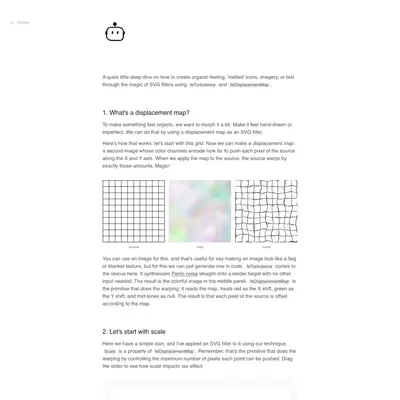 Home
A quick little deep dive on how to create organic-feeling, 'melted' icons, imagery, or text
through the magic of SVG filters using feTurbulence and feDisplacementMap.
1. What's a displacement map?
To make something feel organic, we want to morph it a bit. Make it feel hand-drawn or
imperfect. We can do that by using a displacement map as an SVG filter.
Here's how that works: let's start with this grid. Now we can make a displacement map:
a second image whose color channels encode how far to push each pixel of the source
along the X and Y axis. When we apply the map to the source, the source warps by
exactly those amounts. Magic!
source
map
result
You can use an image for this, and that's useful for say making an image look like a flag
or blanket texture, but for this we can just generate one in code. feTurbulence comes to
the rescue here. It synthesizes Perlin noise straight onto a render target with no other
input needed. The result is the colorful image in the middle panel. feDisplacementMap is
the primitive that does the warping: it reads the map, treats red as the X shift, green as
the Y shift, and mid-tones as null. The result is that each pixel of the source is offset
according to the map.
2. Let's start with scale
Here we have a simple icon, and I've applied an SVG filter to it using our technique.
Scale is a property of feDisplacementMap. Remember, that's the primitive that does the
warping by controlling the maximum number of pixels each point can be pushed. Drag
the slider to see how scale impacts our effect: